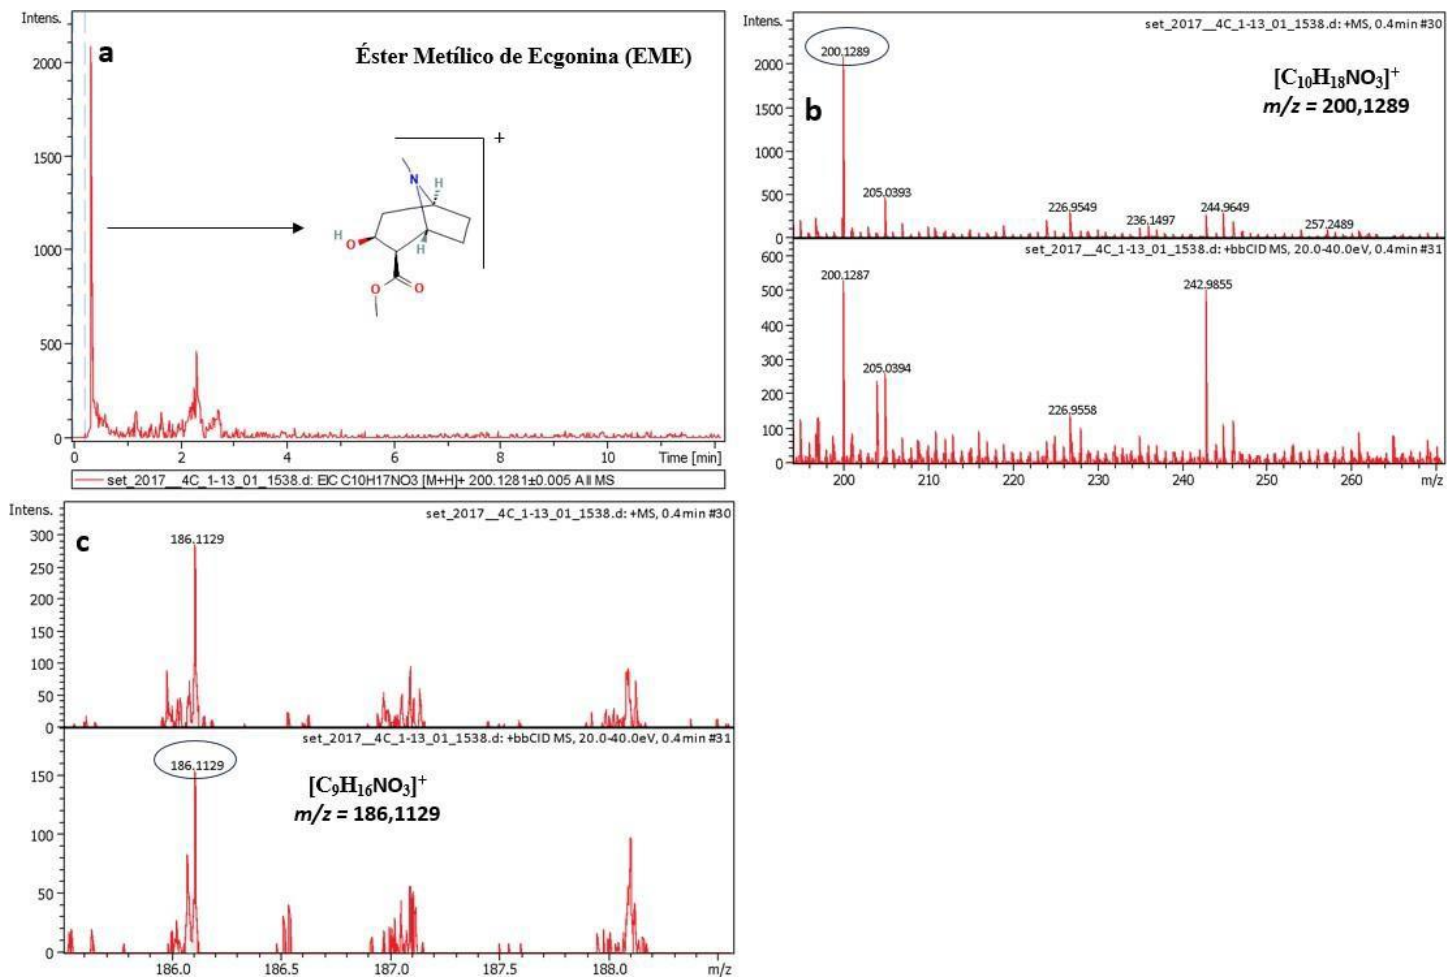 Intens.
a
Éster Metílico de Ecgonina (EME)
2000
1500
1000
500
0
+
N
H
H
O
H
O
O
0
2
4
6
8
10
Time [min]
set_2017__4C_1-13_01_1538.d: EIC C10H17NO3 [M+H]+ 200.1281±0.005 All MS
Intens.
set_2017__4C_1-13_01_1538.d: +MS, 0.4min #30
b
200.1289
[C₁₀H₁₈NO₃]⁺
m/z = 200,1289
2000
1500
1000
500
0
205.0393
226.9549
236.1497
244.9649
257.2489
set_2017__4C_1-13_01_1538.d: +bbCID MS, 20.0-40.0eV, 0.4min #31
600
500
400
300
200
100
0
200.1287
205.0394
226.9558
242.9855
200
210
220
230
240
250
260
m/z
Intens.
set_2017__4C_1-13_01_1538.d: +MS, 0.4min #30
c
186.1129
300
250
200
150
100
50
0
set_2017__4C_1-13_01_1538.d: +bbCID MS, 20.0-40.0eV, 0.4min #31
186.1129
[C₉H₁₆NO₃]⁺
m/z = 186,1129
150
100
50
0
186.0
186.5
187.0
187.5
188.0
m/z